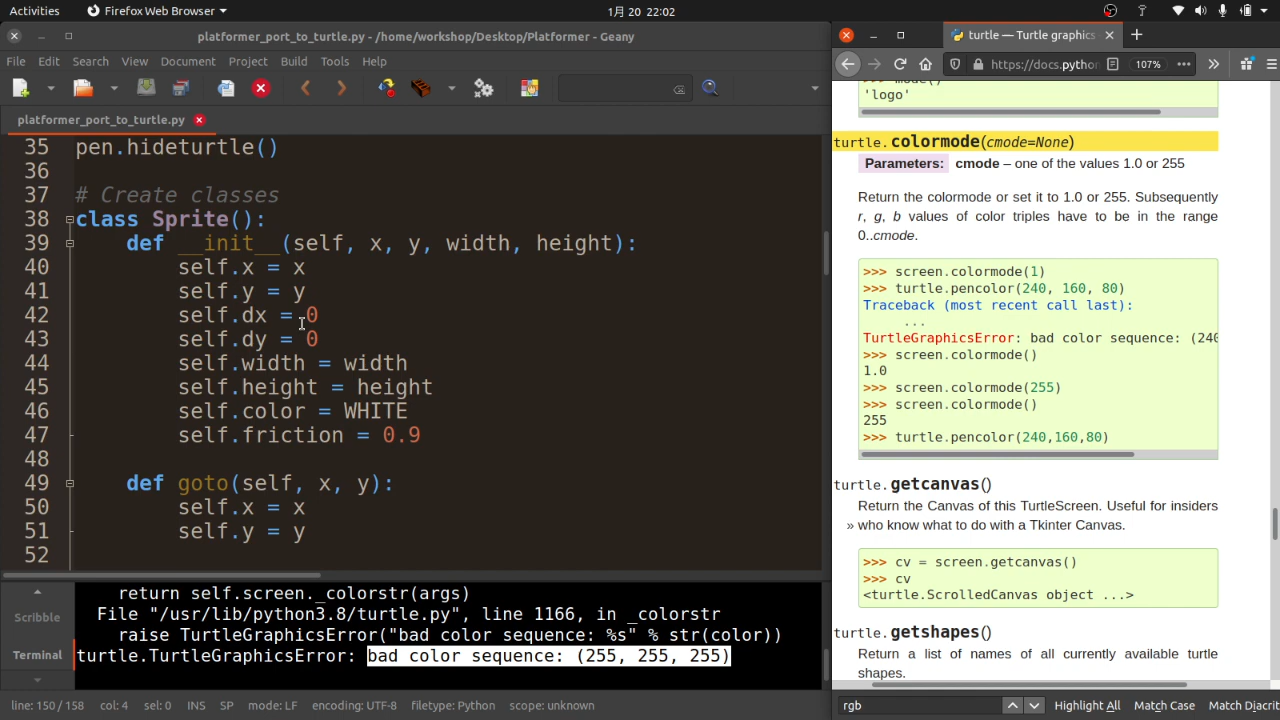 Activities
Firefox Web Browser
1月 20 22:02
platformer_port_to_turtle.py - /home/workshop/Desktop/Platformer - Geany
File Edit Search View Document Project Build Tools Help
platformer_port_to_turtle.py
35 pen.hideturtle()
36
37 # Create classes
38 class Sprite():
39 def __init__(self, x, y, width, height):
40 self.x = x
41 self.y = y
42 self.dx = 0
43 self.dy = 0
44 self.width = width
45 self.height = height
46 self.color = WHITE
47 self.friction = 0.9
48
49 def goto(self, x, y):
50 self.x = x
51 self.y = y
52
Scribble
Terminal
return self.screen._colorstr(args)
File "/usr/lib/python3.8/turtle.py", line 1166, in _colorstr
raise TurtleGraphicsError("bad color sequence: %s" % str(color))
turtle.TurtleGraphicsError: bad color sequence: (255, 255, 255)
line: 150 / 158 col: 4 sel: 0 INS SP mode: LF encoding: UTF-8 filetype: Python scope: unknown
turtle — Turtle graphics
https://docs.python
107%
'logo'
turtle.colormode(cmode=None)
Parameters: cmode – one of the values 1.0 or 255
Return the colormode or set it to 1.0 or 255. Subsequently
r, g, b values of color triples have to be in the range
0..cmode.
>>> screen.colormode(1)
>>> turtle.pencolor(240, 160, 80)
Traceback (most recent call last):
...
TurtleGraphicsError: bad color sequence: (240
>>> screen.colormode()
1.0
>>> screen.colormode(255)
>>> screen.colormode()
255
>>> turtle.pencolor(240,160,80)
turtle.getcanvas()
Return the Canvas of this TurtleScreen. Useful for insiders
» who know what to do with a Tkinter Canvas.
>>> cv = screen.getcanvas()
>>> cv
<turtle.ScrolledCanvas object ...>
turtle.getshapes()
Return a list of names of all currently available turtle
shapes.
rgb
Highlight All Match Case Match Diacrit